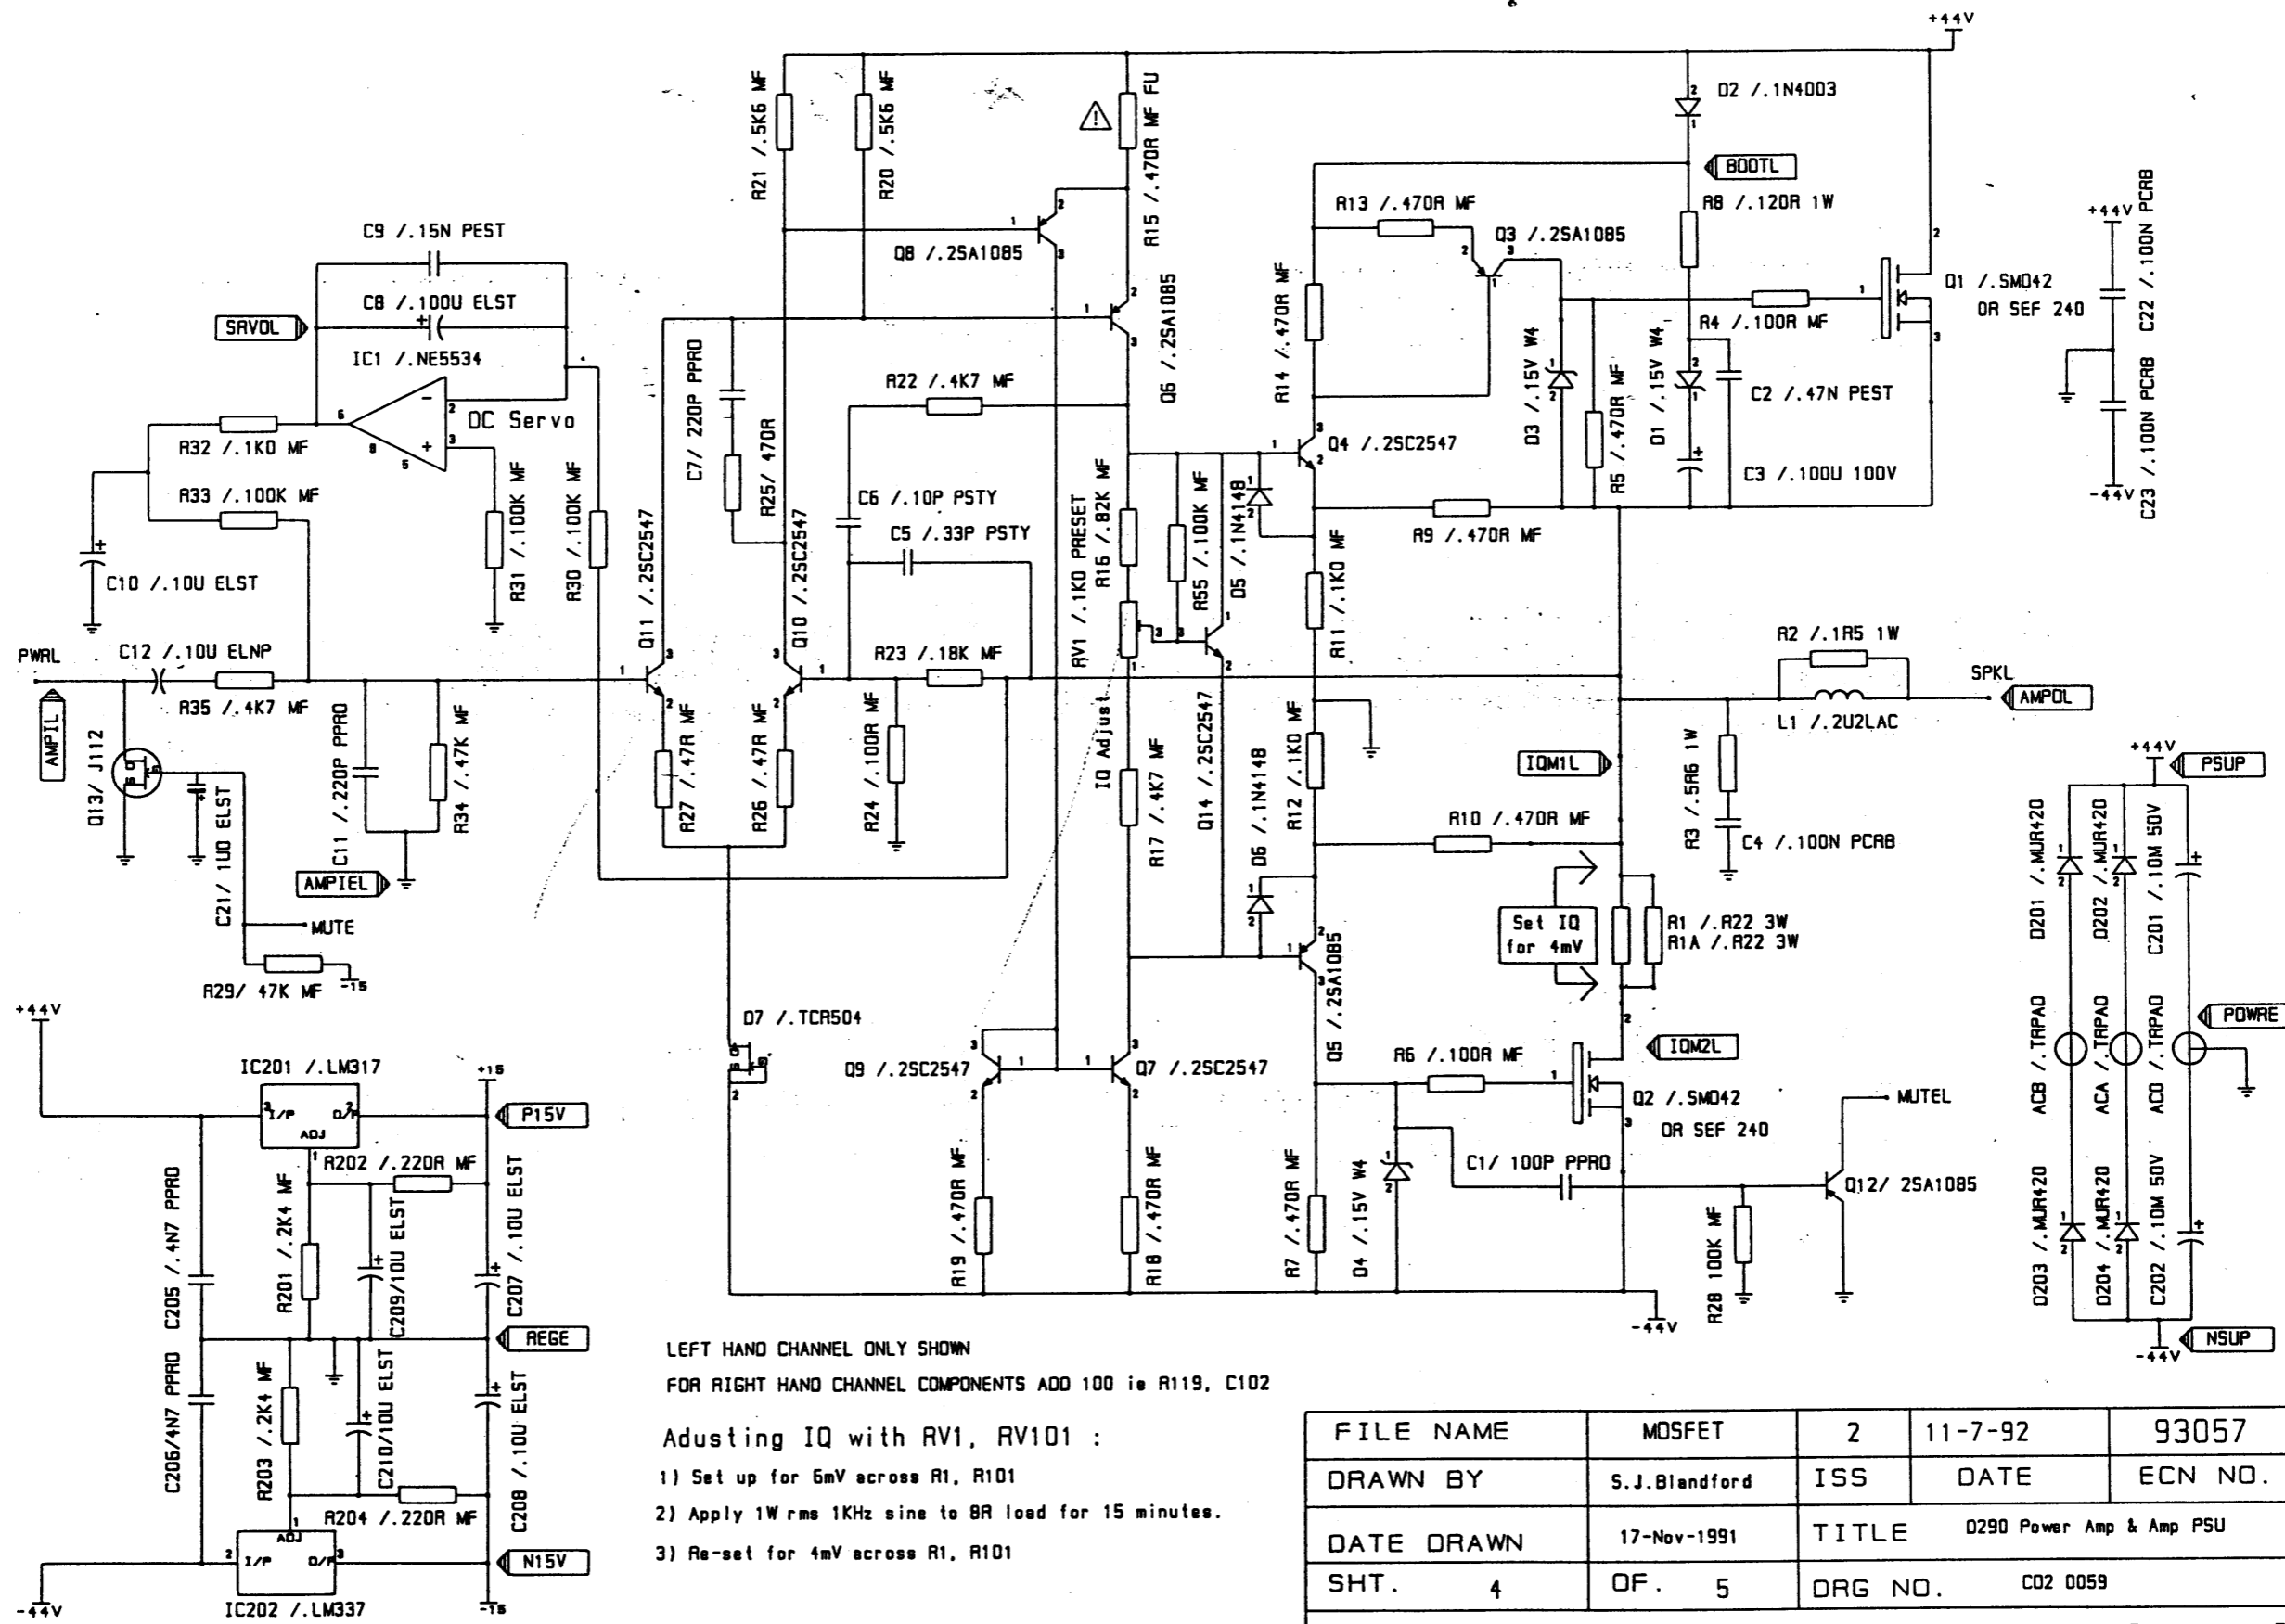 +44V
D2 /.1N4003
BOOTL
R21 /.5K6 MF
R20 /.5K6 MF
R15 /.470R MF FU
R13 /.470R MF
R8 /.120R 1W
Q3 /.2SA1085
Q8 /.2SA1085
Q6 /.2SA1085
R14 /.470R MF
R4 /.100R MF
Q1 /.SMO42
OR SEF 240
+44V
C22 /.100N PCRB
C23 /.100N PCRB
-44V
C9 /.15N PEST
C8 /.100U ELST
SRVOL
IC1 /.NE5534
DC Servo
R32 /.1K0 MF
R33 /.100K MF
C10 /.10U ELST
R31 /.100K MF
R30 /.100K MF
C7/ 220P PPRO
R25/ 470R
R22 /.4K7 MF
C6 /.10P PSTY
C5 /.33P PSTY
Q11 /.2SC2547
Q10 /.2SC2547
RV1 /.1K0 PRESET
IQ Adjust
R16 /.82K MF
R55 /.100K MF
D5 /.1N4148
Q4 /.2SC2547
D3 /.15V W4
R5 /.470R MF
D1 /.15V W4
C2 /.47N PEST
C3 /.100U 100V
R9 /.470R MF
R11 /.1K0 MF
PWRL
AMPIL
C12 /.10U ELNP
R35 /.4K7 MF
Q13/ J112
C21/ 1U0 ELST
C11 /.220P PPRO
R34 /.47K MF
AMPIEL
MUTE
R29/ 47K MF
-15
R27 /.47R MF
R26 /.47R MF
R23 /.18K MF
R24 /.100R MF
R17 /.4K7 MF
Q14 /.2SC2547
D6 /.1N4148
R12 /.1K0 MF
R10 /.470R MF
IQM1L
R2 /.1R5 1W
L1 /.2U2LAC
SPKL
AMPOL
R3 /.5R6 1W
C4 /.100N PCRB
Set IQ
for 4mV
R1 /.R22 3W
R1A /.R22 3W
+44V
PSUP
D201 /.MUR420
D202 /.MUR420
C201 /.10M 50V
ACB /.TRPAD
ACA /.TRPAD
AC0 /.TRPAD
POWRE
D203 /.MUR420
D204 /.MUR420
C202 /.10M 50V
NSUP
-44V
D7 /.TCR504
Q9 /.2SC2547
Q7 /.2SC2547
Q5 /.2SA1085
R6 /.100R MF
IQM2L
Q2 /.SMO42
OR SEF 240
MUTEL
C1/ 100P PPRO
Q12/ 2SA1085
R28 100K MF
D4 /.15V W4
R7 /.470R MF
R19 /.470R MF
R18 /.470R MF
-44V
+44V
IC201 /.LM317
I/P
O/P
ADJ
+15
P15V
R202 /.220R MF
R201 /.2K4 MF
C205 /.4N7 PPRO
C209/10U ELST
C207 /.10U ELST
REGE
C206/4N7 PPRO
R203 /.2K4 MF
C210/10U ELST
C208 /.10U ELST
R204 /.220R MF
ADJ
I/P
O/P
N15V
-15
-44V
IC202 /.LM337
LEFT HAND CHANNEL ONLY SHOWN
FOR RIGHT HAND CHANNEL COMPONENTS ADD 100 ie R119, C102
Adusting IQ with RV1, RV101 :
1) Set up for 6mV across R1, R101
2) Apply 1W rms 1KHz sine to 8R load for 15 minutes.
3) Re-set for 4mV across R1, R101
FILE NAME MOSFET 2 11-7-92 93057
DRAWN BY S.J.Blandford ISS DATE ECN NO.
DATE DRAWN 17-Nov-1991 TITLE D290 Power Amp & Amp PSU
SHT. 4 OF. 5 DRG NO. C02 0059